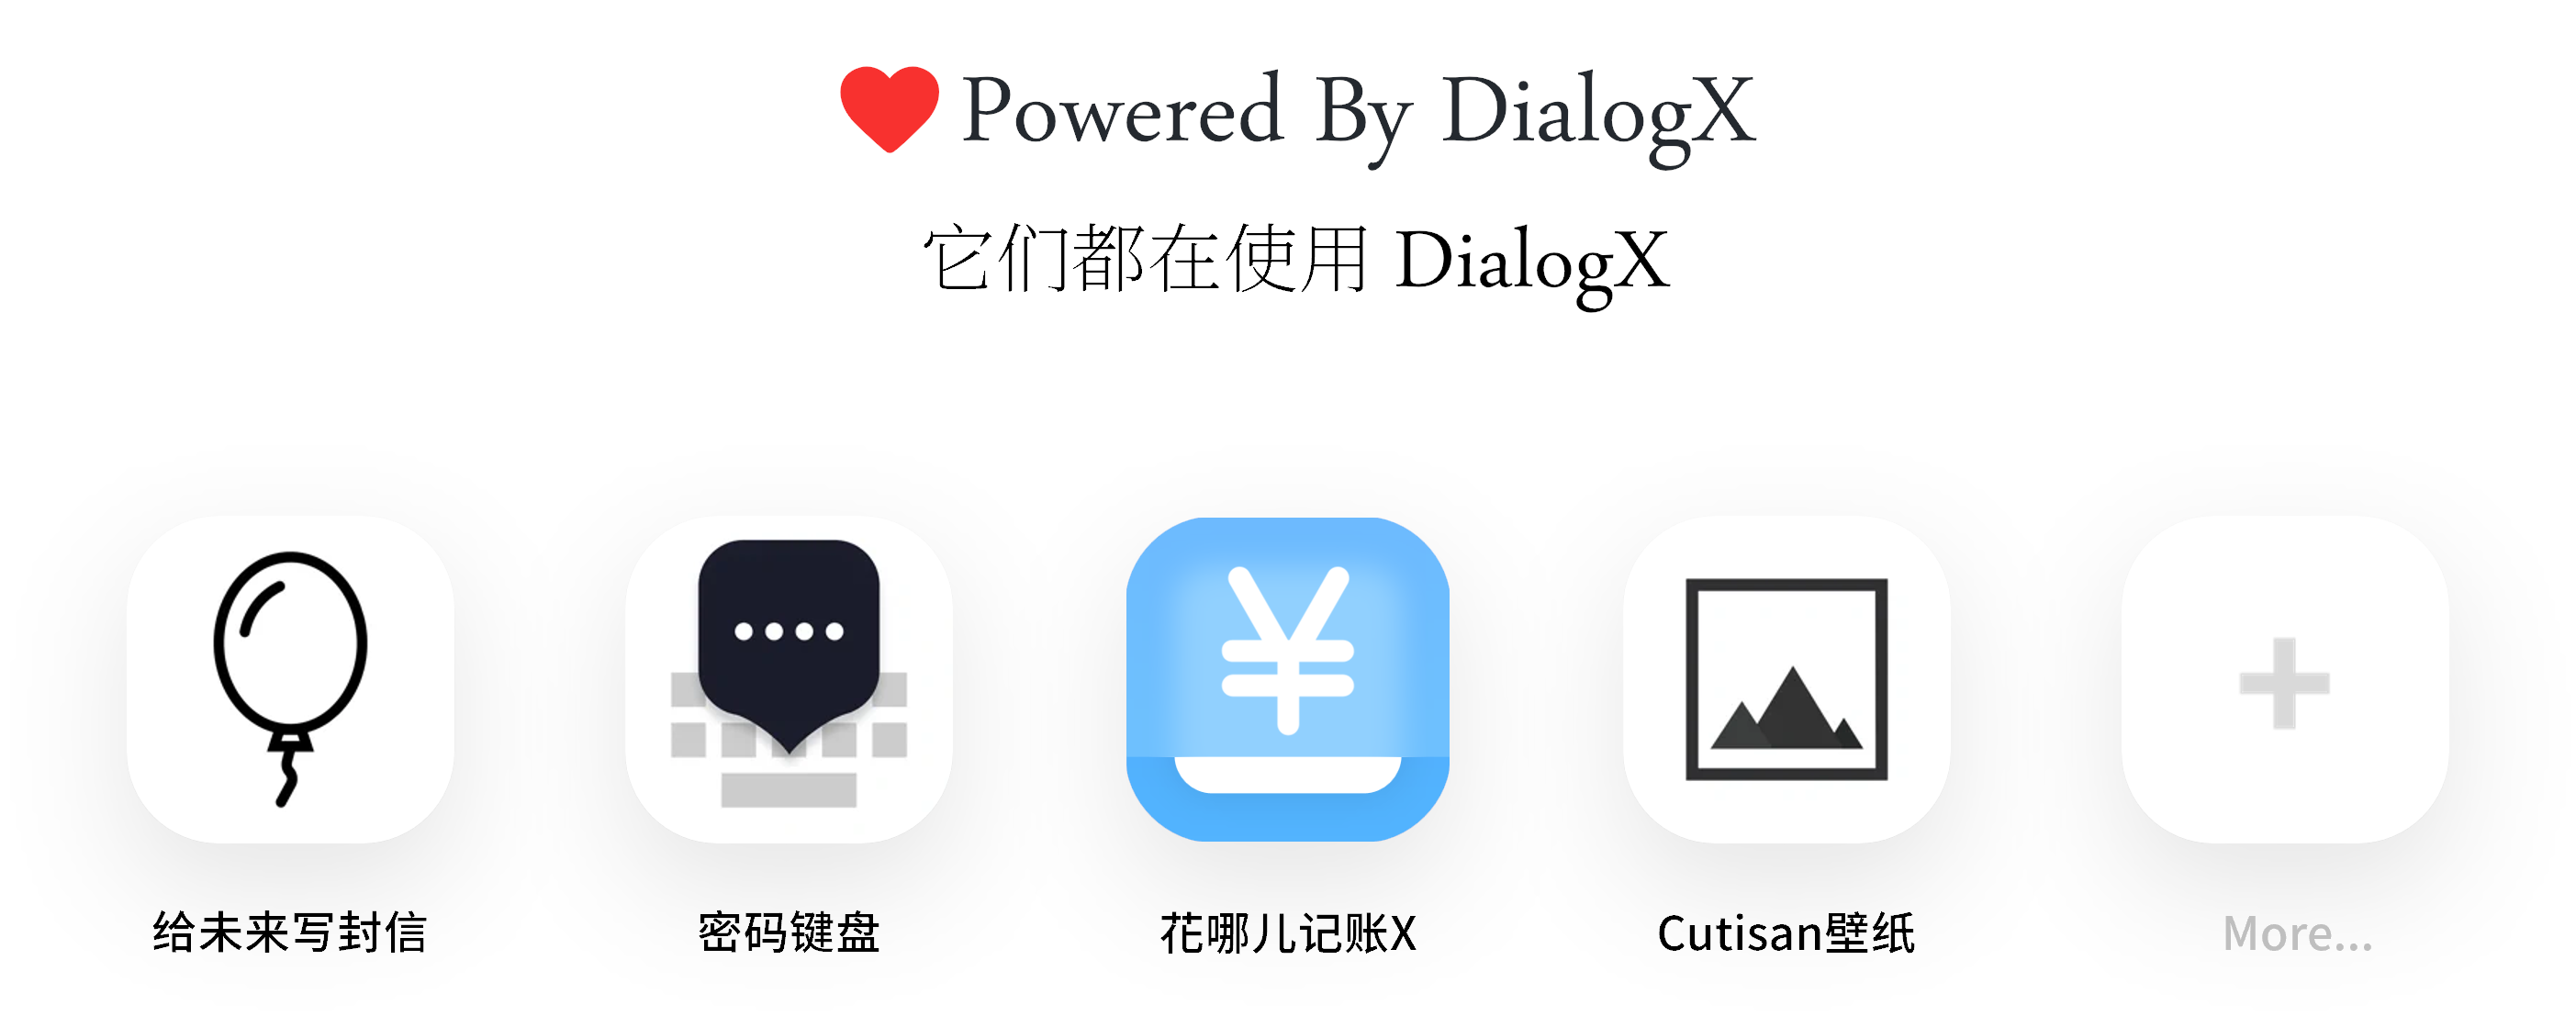 Powered By DialogX
它们都在使用 DialogX
¥
给未来写封信
密码键盘
花哪儿记账X
Cutisan壁纸
More...